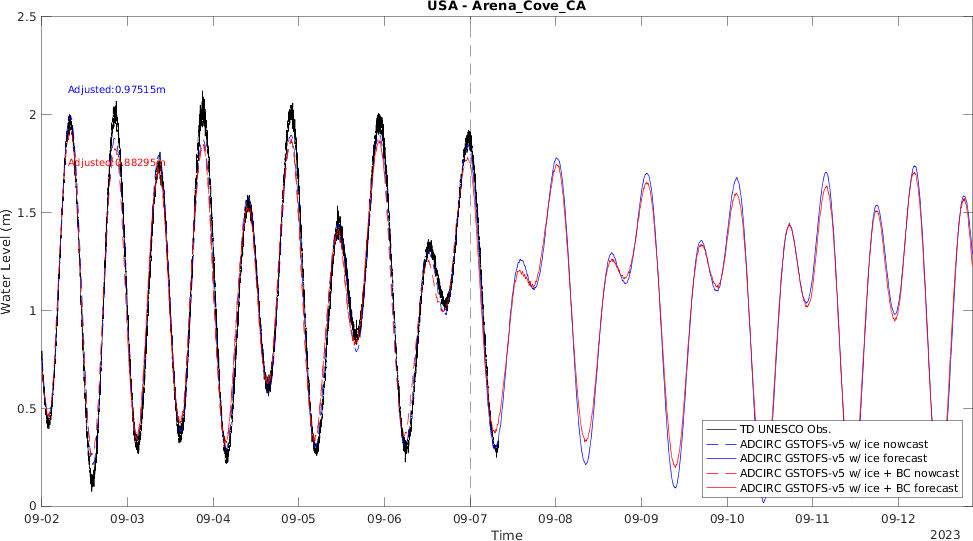 USA - Arena_Cove_CA
2.5
2
1.5
1
0.5
0
Water Level (m)
Adjusted:0.97515m
Adjusted:0.88295m
TD UNESCO Obs.
ADCIRC GSTOFS-v5 w/ ice nowcast
ADCIRC GSTOFS-v5 w/ ice forecast
ADCIRC GSTOFS-v5 w/ ice + BC nowcast
ADCIRC GSTOFS-v5 w/ ice + BC forecast
09-02 09-03 09-04 09-05 09-06 09-07 09-08 09-09 09-10 09-11 09-12
Time
2023